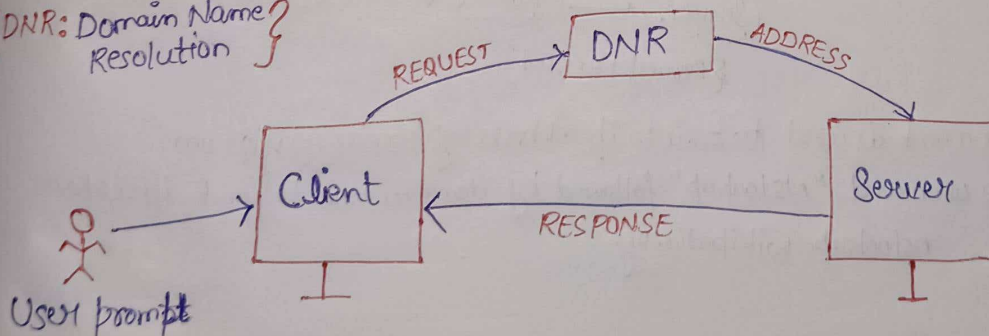 DNR: Domain Name
Resolution
REQUEST
DNR
ADDRESS
Client
Server
RESPONSE
User prompt